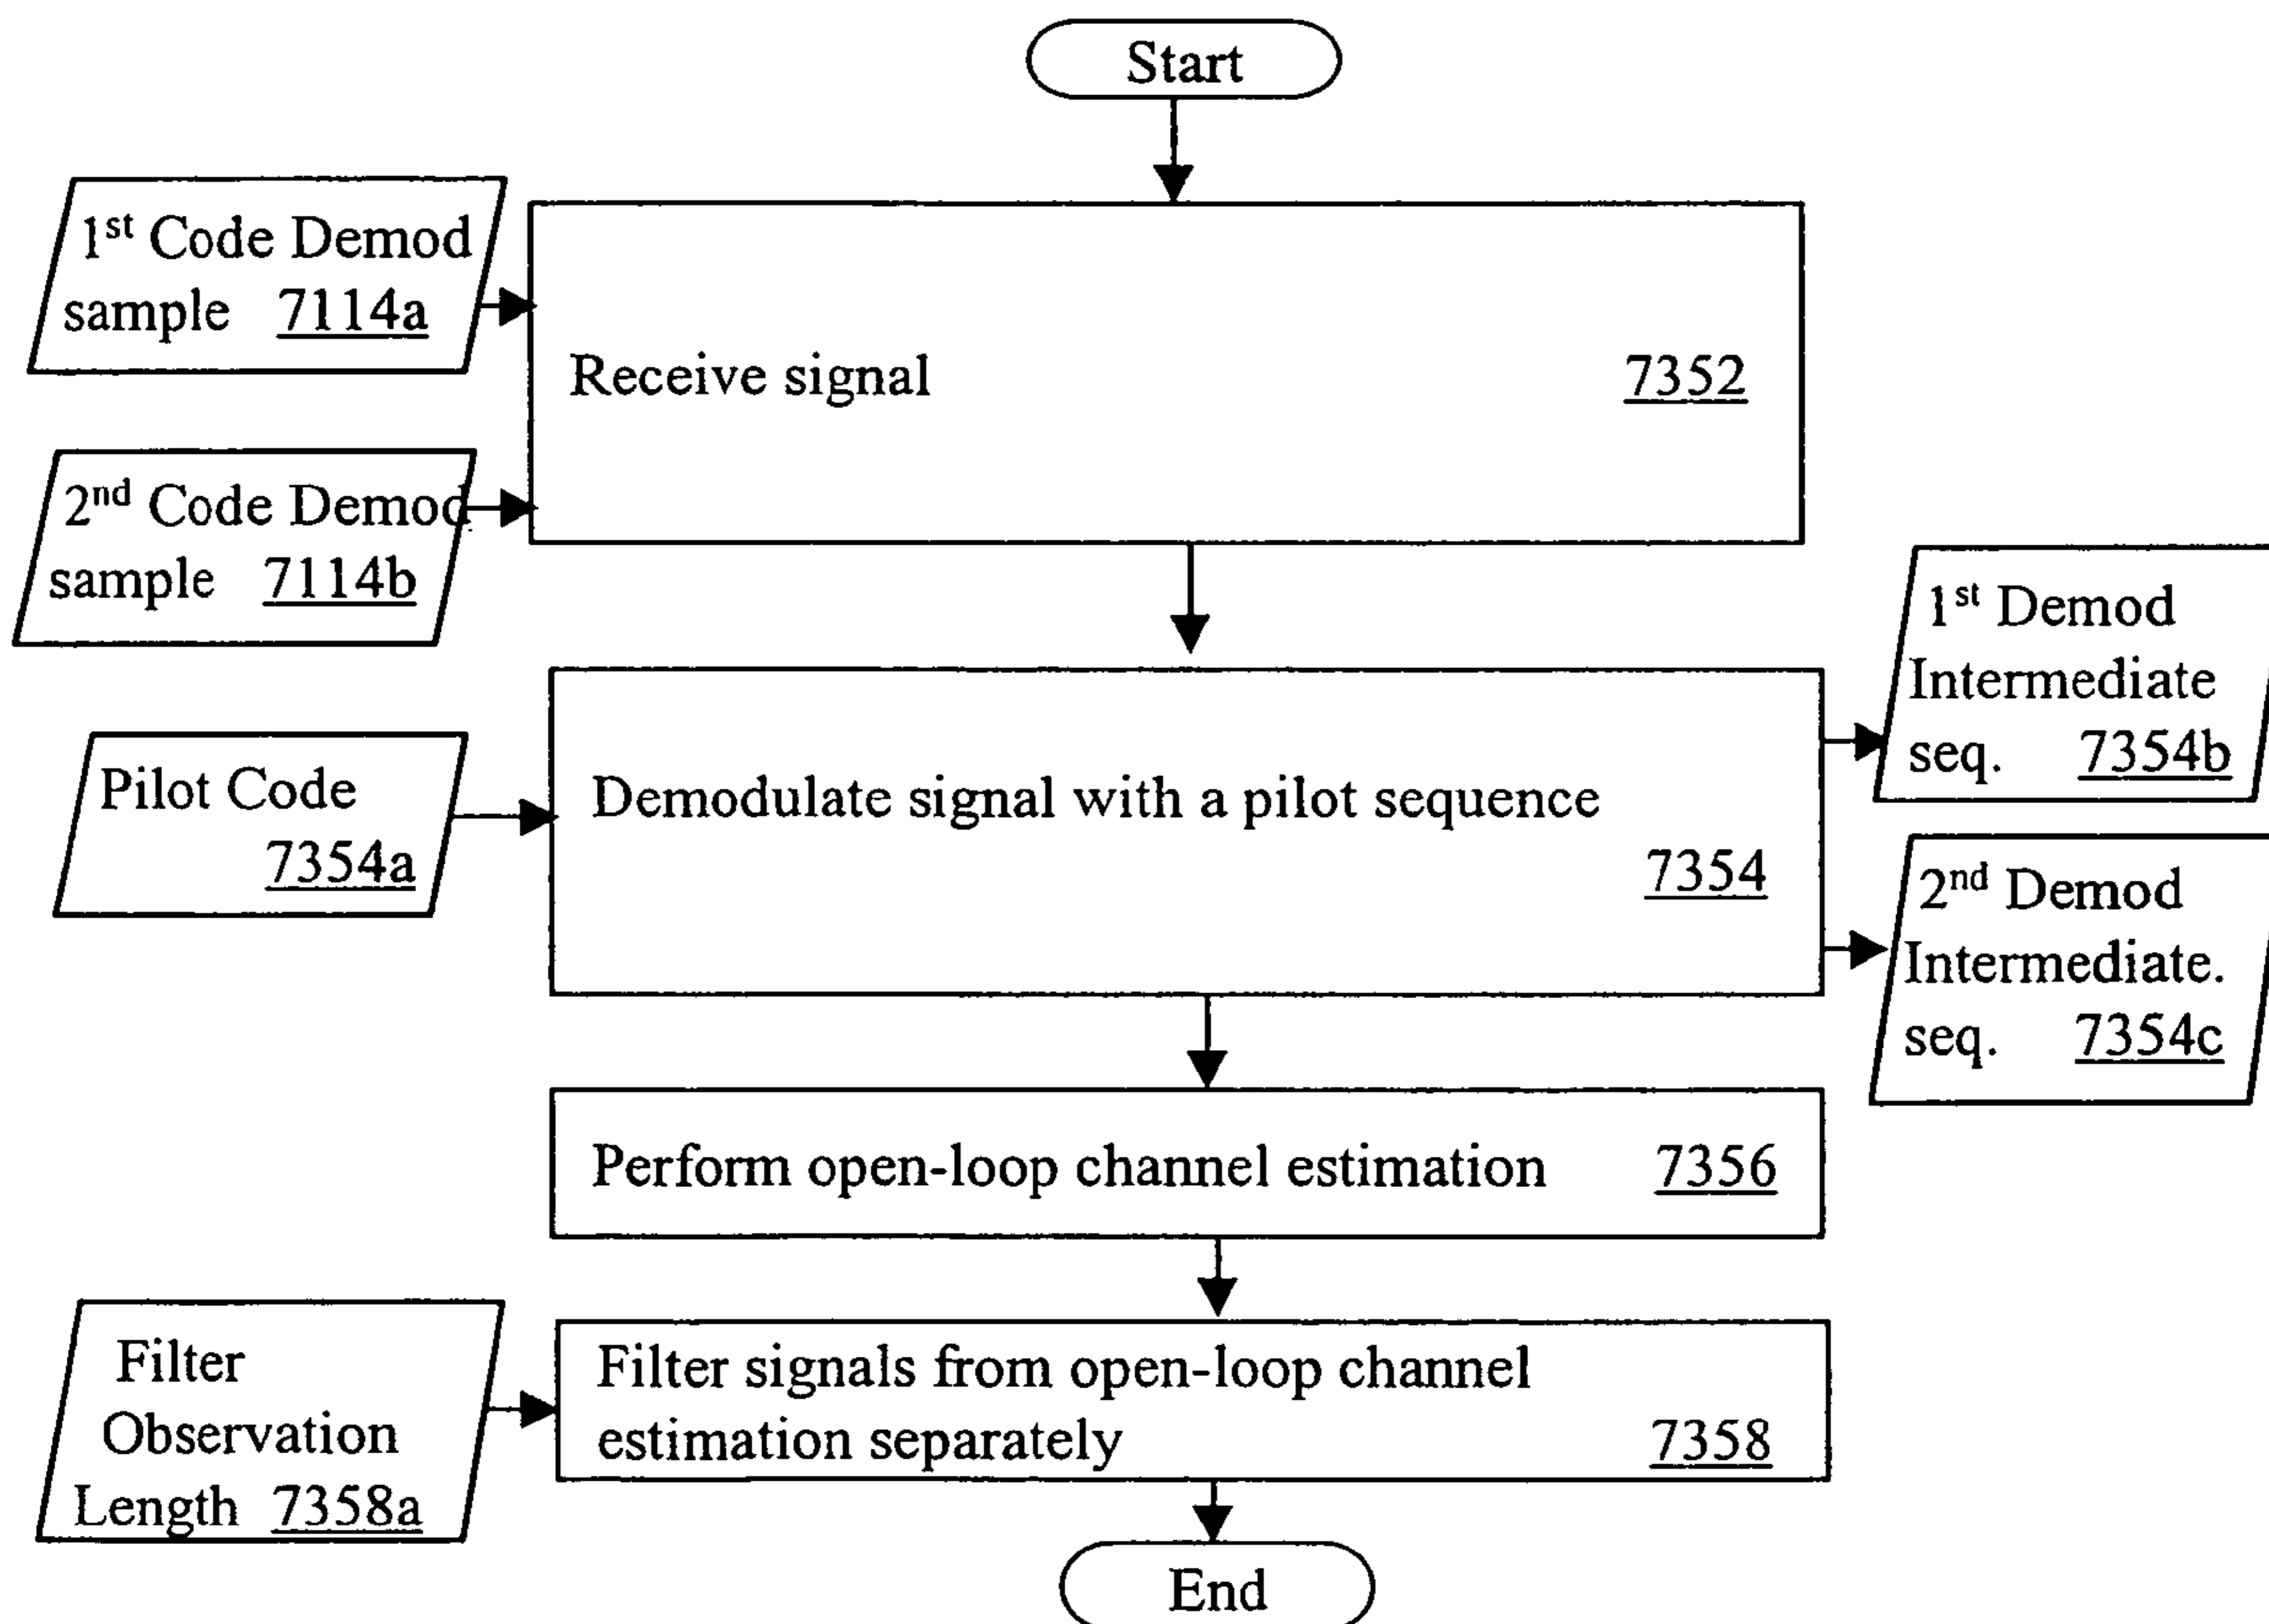 Start
1st Code Demod
sample 7114a
Receive signal 7352
2nd Code Demod
sample 7114b
1st Demod
Intermediate
seq. 7354b
Pilot Code
7354a
Demodulate signal with a pilot sequence
7354
2nd Demod
Intermediate.
seq. 7354c
Perform open-loop channel estimation 7356
Filter
Observation
Length 7358a
Filter signals from open-loop channel
estimation separately 7358
End